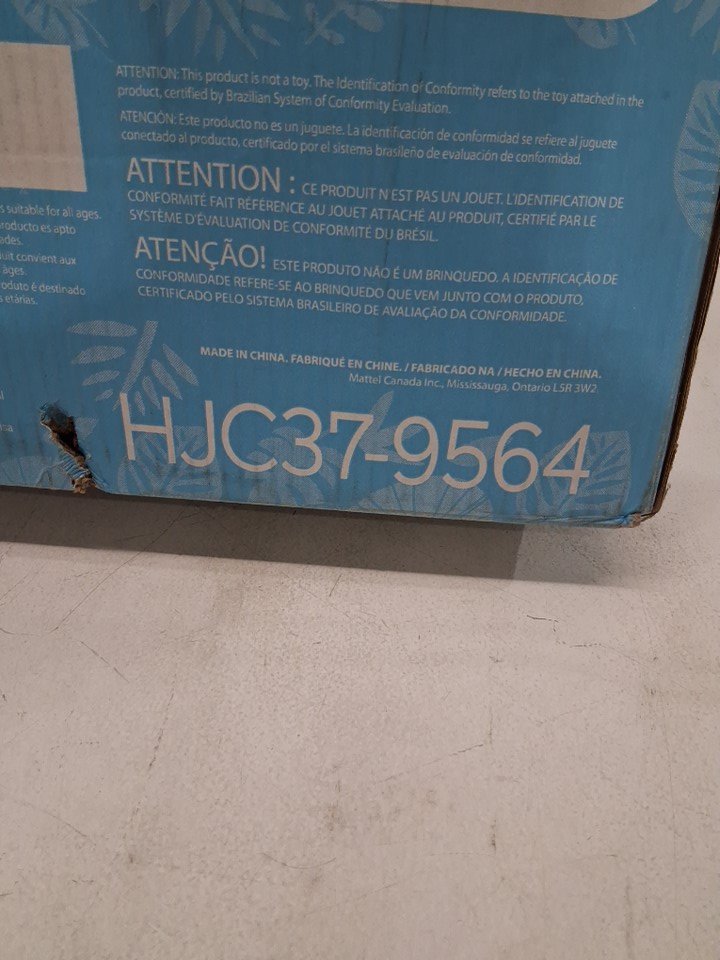 ATTENTION: This product is not a toy. The Identification of Conformity refers to the toy attached in the
product, certified by Brazilian System of Conformity Evaluation.
ATENCIÓN: Este producto no es un juguete. La identificación de conformidad se refiere al juguete
conectado al producto, certificado por el sistema brasileño de evaluación de conformidad.
ATTENTION : CE PRODUIT N'EST PAS UN JOUET. L'IDENTIFICATION DE
CONFORMITÉ FAIT RÉFÉRENCE AU JOUET ATTACHÉ AU PRODUIT, CERTIFIÉ PAR LE
SYSTÈME D'ÉVALUATION DE CONFORMITÉ DU BRÉSIL.
ATENÇÃO! ESTE PRODUTO NÃO É UM BRINQUEDO. A IDENTIFICAÇÃO DE
CONFORMIDADE REFERE-SE AO BRINQUEDO QUE VEM JUNTO COM O PRODUTO,
CERTIFICADO PELO SISTEMA BRASILEIRO DE AVALIAÇÃO DA CONFORMIDADE.
suitable for all ages.
producto es apto
convient aux
ages.
produto é destinado
etárias.
MADE IN CHINA. FABRIQUÉ EN CHINE. / FABRICADO NA / HECHO EN CHINA.
Mattel Canada Inc., Mississauga, Ontario L5R 3W2.
HJC37-9564